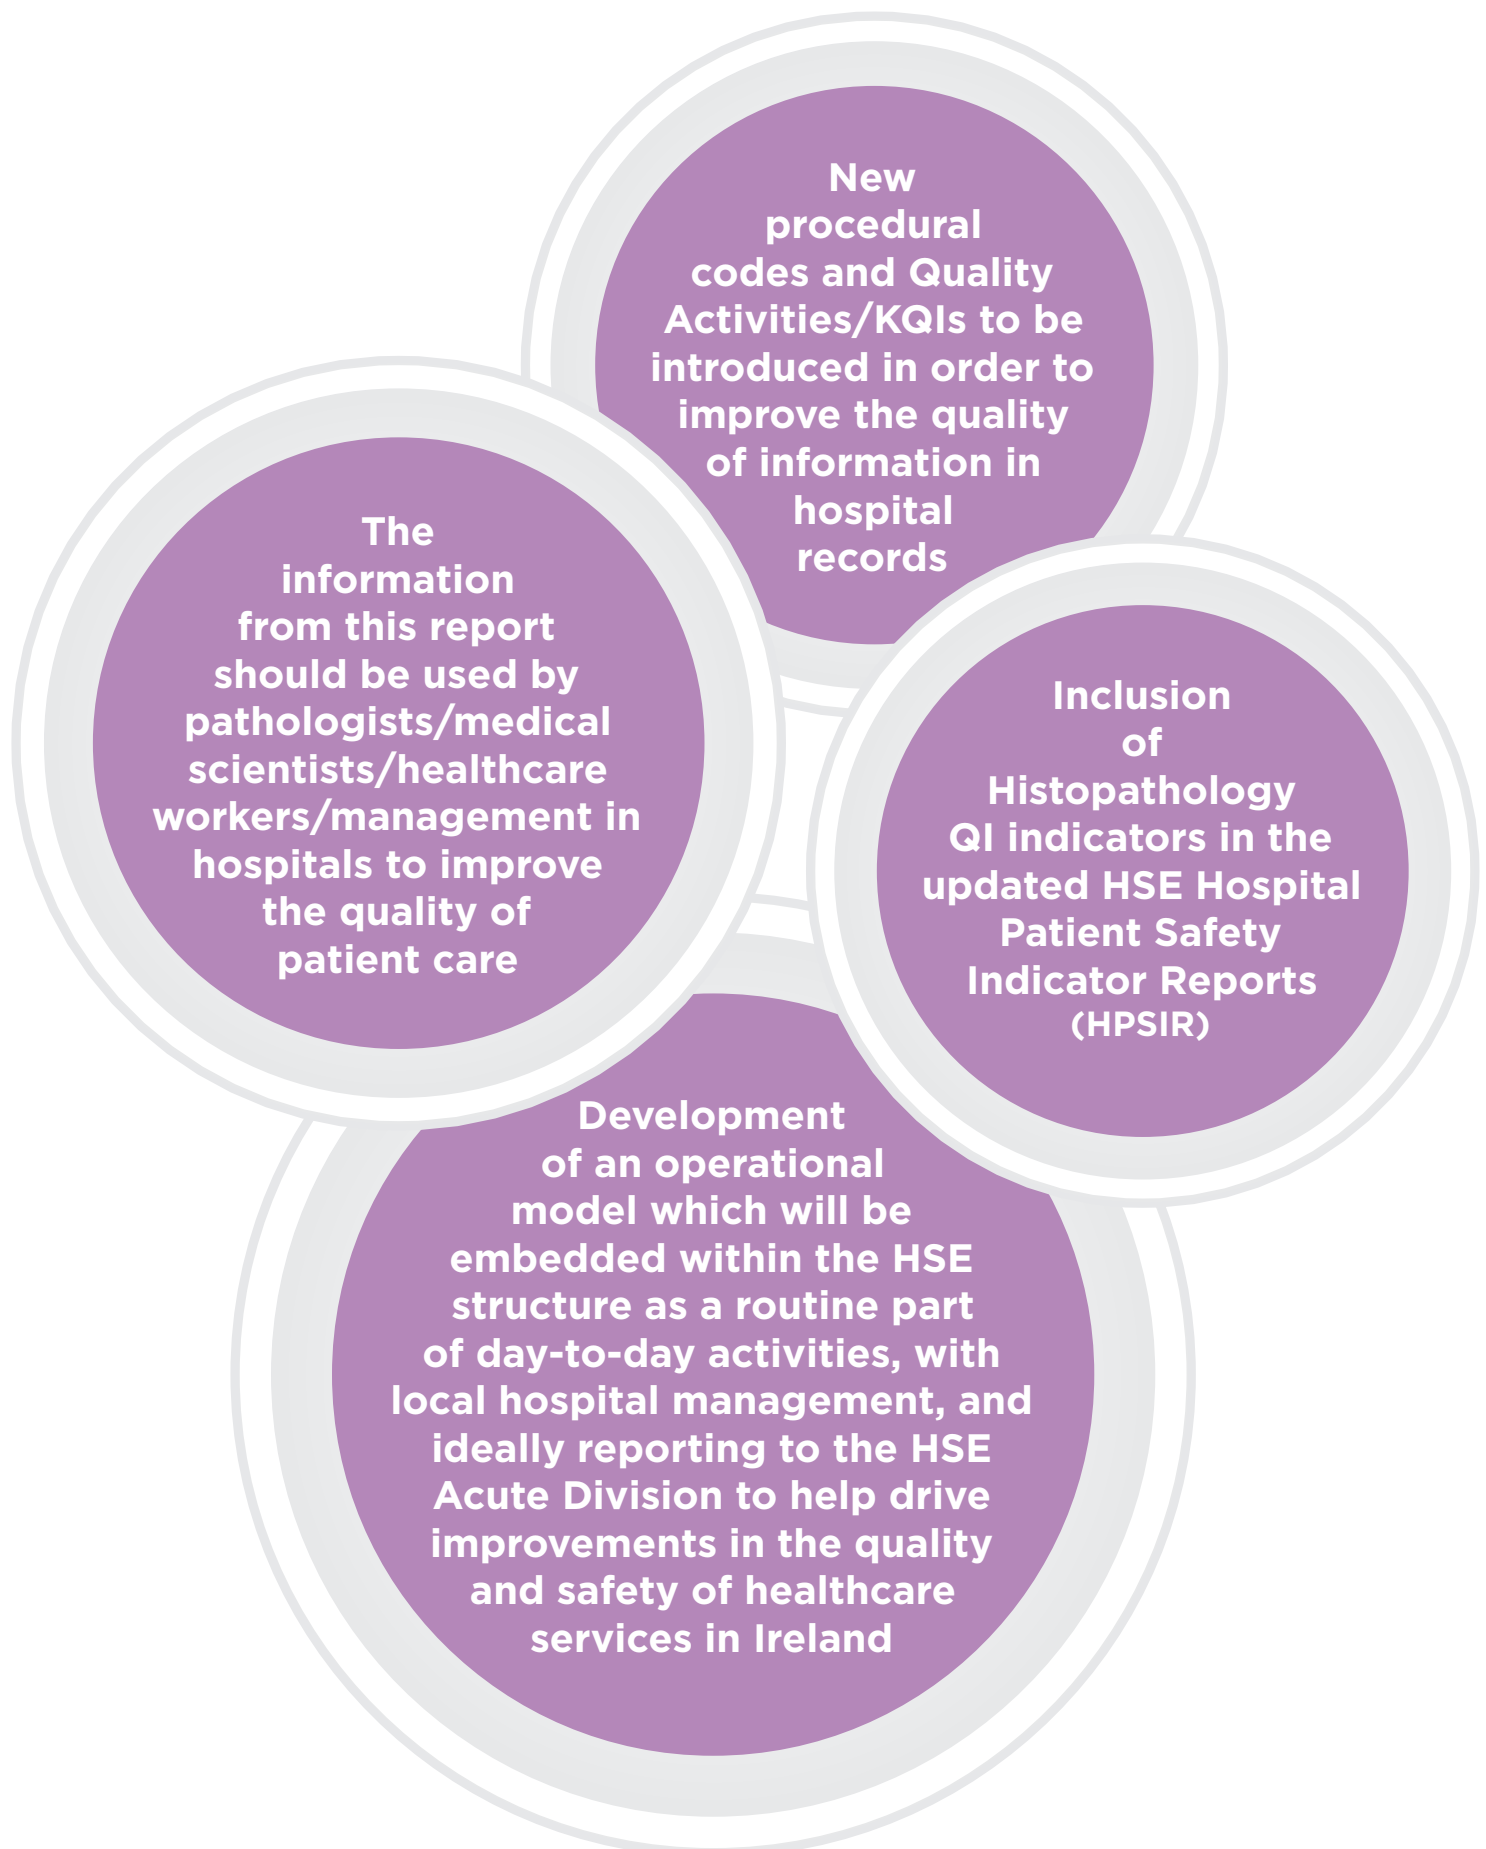 New
procedural
codes and Quality
Activities/KQIs to be
introduced in order to
improve the quality
of information in
hospital
records
The
information
from this report
should be used by
pathologists/medical
scientists/healthcare
workers/management in
hospitals to improve
the quality of
patient care
Inclusion
of
Histopathology
QI indicators in the
updated HSE Hospital
Patient Safety
Indicator Reports
(HPSIR)
Development
of an operational
model which will be
embedded within the HSE
structure as a routine part
of day-to-day activities, with
local hospital management, and
ideally reporting to the HSE
Acute Division to help drive
improvements in the quality
and safety of healthcare
services in Ireland